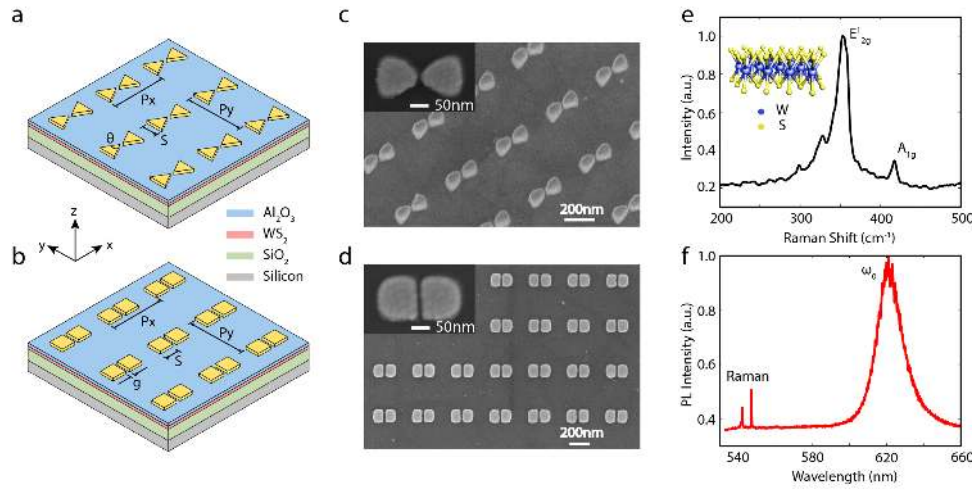 a
Px
Py
θ
S
z
y
x
Al₂O₃
WS₂
SiO₂
Silicon
b
Px
Py
S
g
c
50nm
200nm
d
50nm
200nm
e
Intensity (a.u.)
1.0
0.8
0.6
0.4
0.2
E¹₂g
A₁g
W
S
200
300
400
500
Raman Shift (cm⁻¹)
f
PL Intensity (a.u.)
1.0
0.8
0.6
0.4
Raman
ω₀
540
580
620
660
Wavelength (nm)